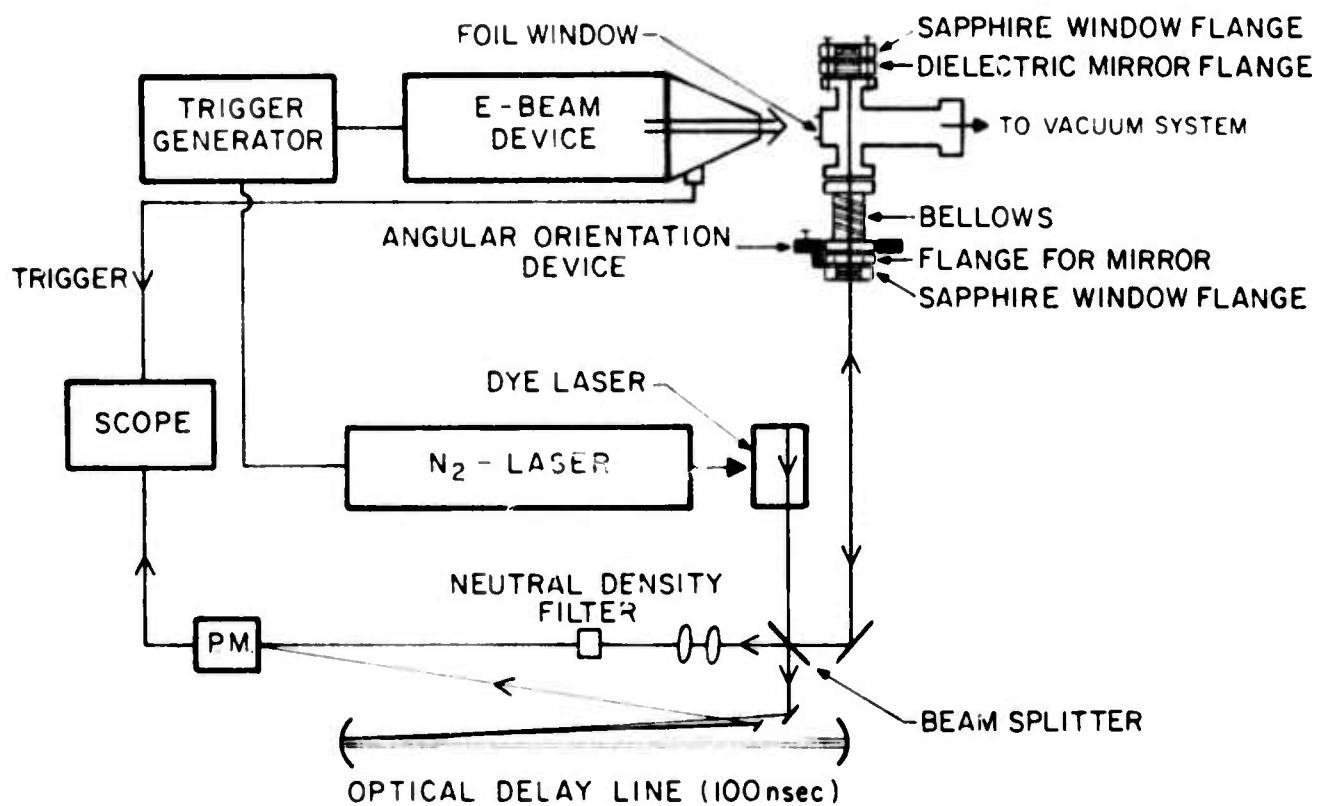 FOIL WINDOW
SAPPHIRE WINDOW FLANGE
DIELECTRIC MIRROR FLANGE
TRIGGER
GENERATOR
E-BEAM
DEVICE
TO VACUUM SYSTEM
BELLOWS
ANGULAR ORIENTATION
DEVICE
FLANGE FOR MIRROR
SAPPHIRE WINDOW FLANGE
TRIGGER
DYE LASER
SCOPE
N2-LASER
NEUTRAL DENSITY
FILTER
PM
BEAM SPLITTER
OPTICAL DELAY LINE (100nsec)